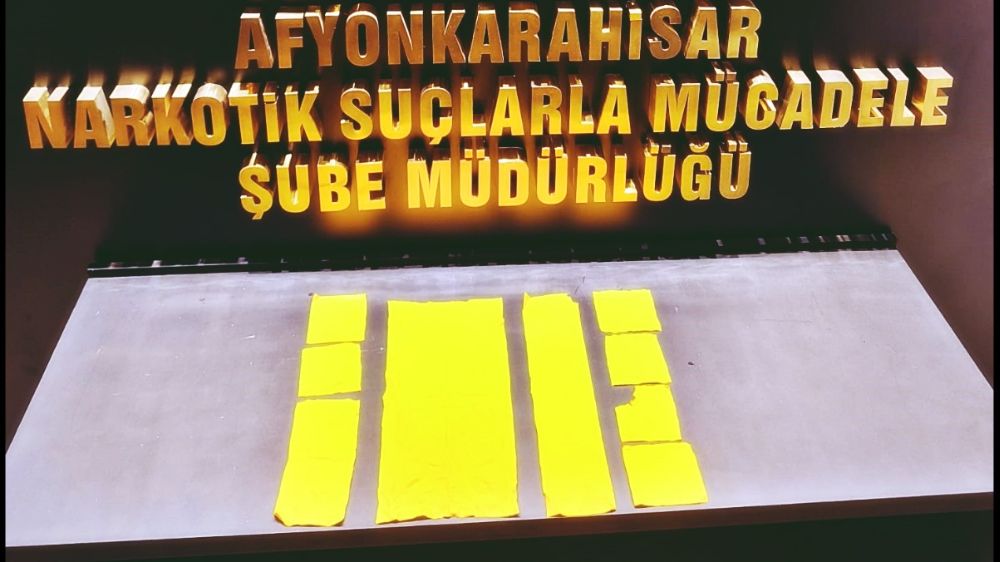 AFYONKARAHİSAR
NARKOTİK SUÇLARLA MÜCADELE
ŞUBE MÜDÜRLÜĞÜ